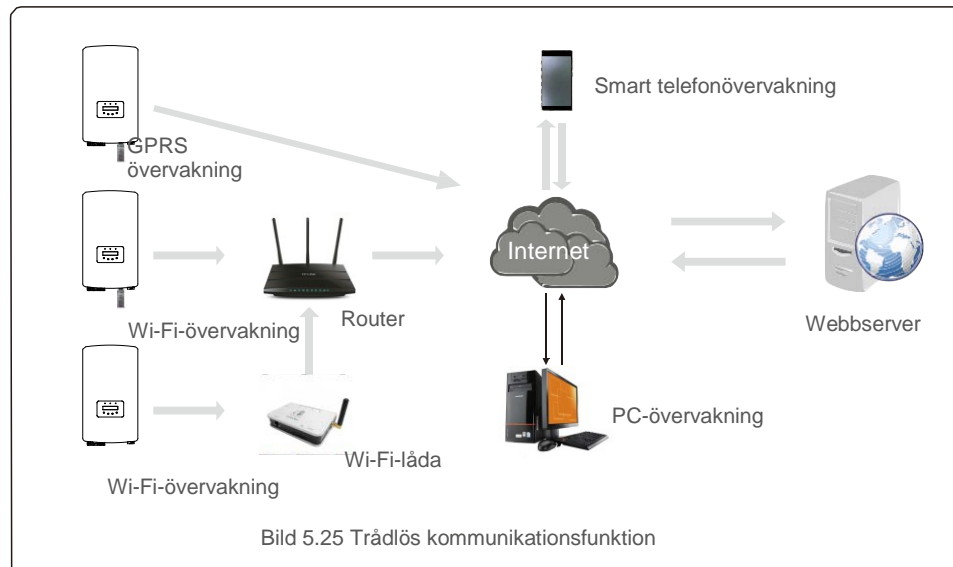 Smart telefonövervakning
GPRS
övervakning
Internet
Wi-Fi-övervakning
Router
Webbserver
PC-övervakning
Wi-Fi-låda
Wi-Fi-övervakning
Bild 5.25 Trådlös kommunikationsfunktion